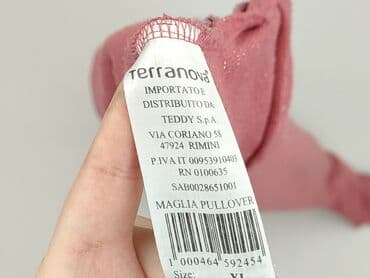 terranova
IMPORTATO E
DISTRIBUITO DA:
TEDDY S.p.A
VIA CORIANO 58
47924 RIMINI
P.IVA IT 00953910403
RN 0100635
SAB0028651001
MAGLIA PULLOVER
1 000464 592454
Size: XL